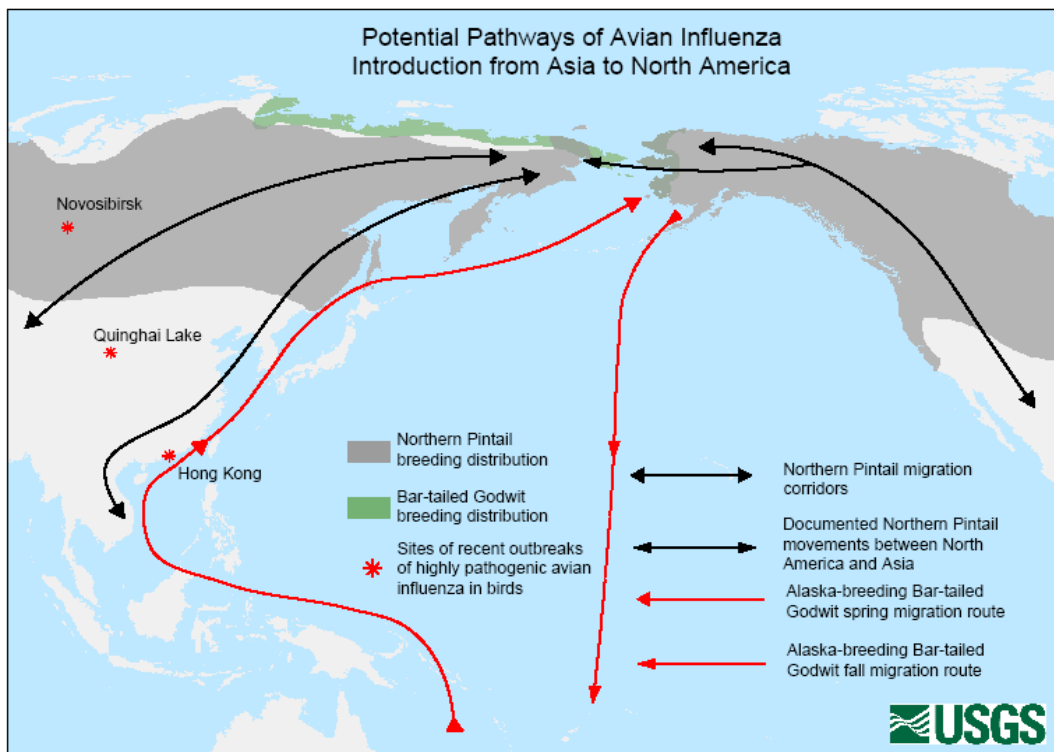 Potential Pathways of Avian Influenza
Introduction from Asia to North America
Novosibirsk
Quinghai Lake
Hong Kong
Northern Pintail
breeding distribution
Bar-tailed Godwit
breeding distribution
Sites of recent outbreaks
of highly pathogenic avian
influenza in birds
Northern Pintail migration
corridors
Documented Northern Pintail
movements between North
America and Asia
Alaska-breeding Bar-tailed
Godwit spring migration route
Alaska-breeding Bar-tailed
Godwit fall migration route
USGS